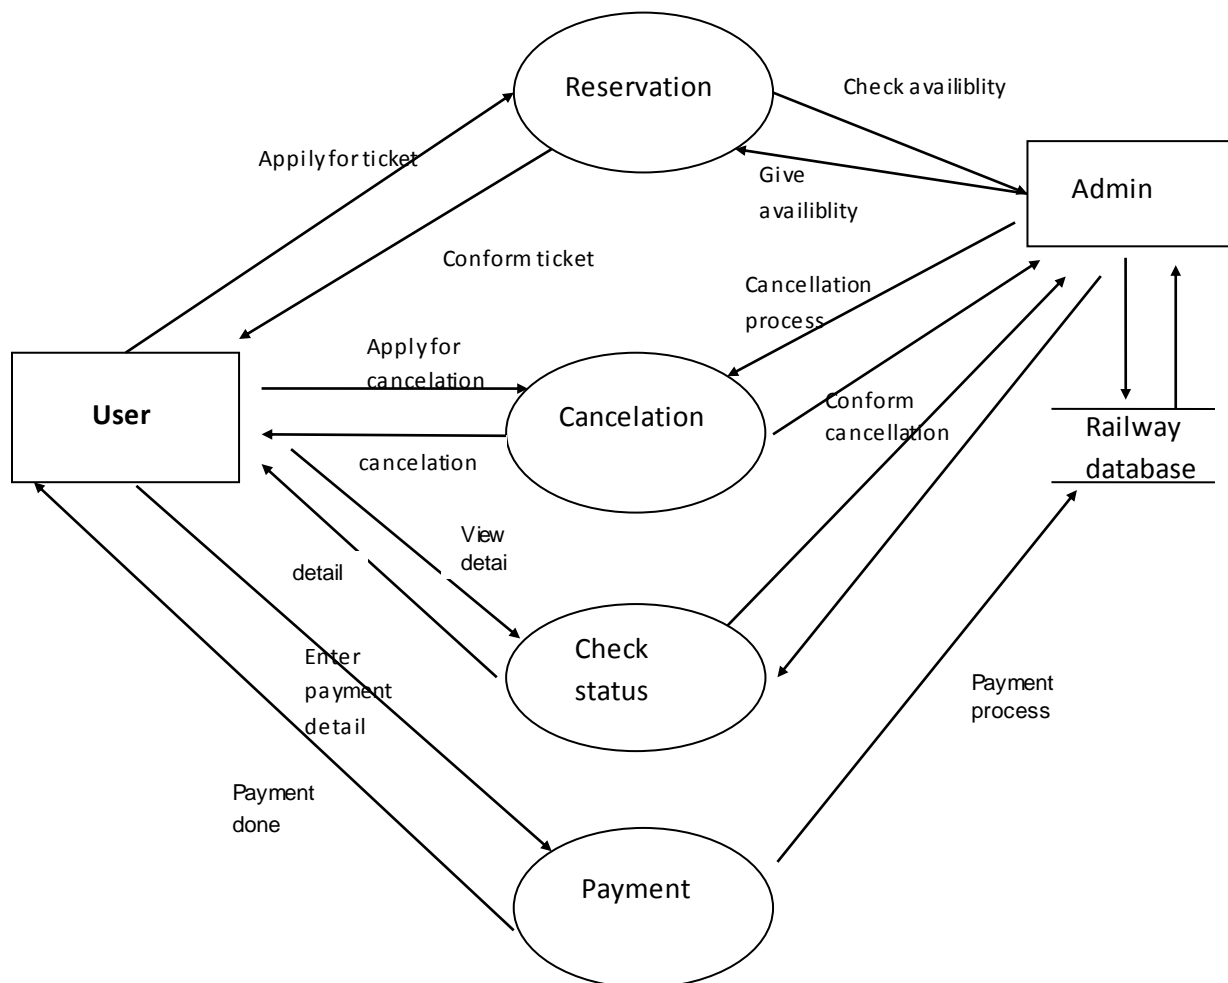 Reservation
Check availiblity
Appily for ticket
Give
availiblity
Admin
Conform ticket
Cancellation
process
Apply for
cancelation
User
Cancelation
Conform
cancellation
Railway
database
cancelation
View
detai
detail
Enter
payment
detail
Check
status
Payment
process
Payment
done
Payment